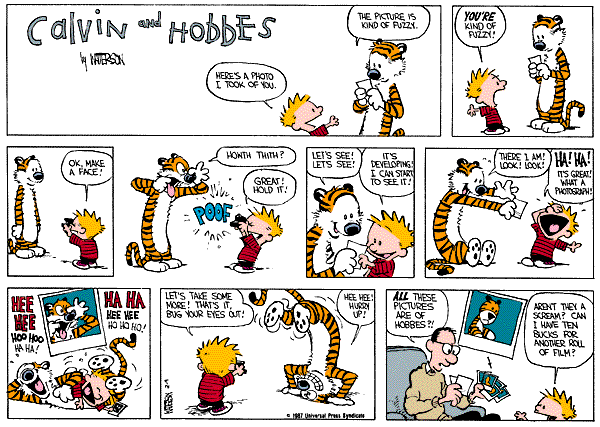 Calvin and HOBBES
by WATERSON
HERE'S A PHOTO
I TOOK OF YOU.
THE PICTURE IS
KIND OF FUZZY.
YOU'RE
KIND OF
FUZZY!
OK, MAKE
A FACE!
HOWTH THITH?
POOF
GREAT!
HOLD IT!
LET'S SEE!
LET'S SEE!
IT'S
DEVELOPING!
I CAN START
TO SEE IT!
THERE I AM!
LOOK! LOOK!
HA! HA!
IT'S GREAT!
WHAT A
PHOTOGRAPH!
HEE
HEE
HOO HOO
HA HA!
HA HA
HEE HEE
HO HO HO!
LET'S TAKE SOME
MORE! THAT'S IT,
BUG YOUR EYES OUT!
HEE HEE!
HURRY
UP!
WATERSON 2-1
© 1987 Universal Press Syndicate
ALL THESE
PICTURES
ARE OF
HOBBES?!
AREN'T THEY A
SCREAM? CAN
I HAVE TEN
BUCKS FOR
ANOTHER ROLL
OF FILM?